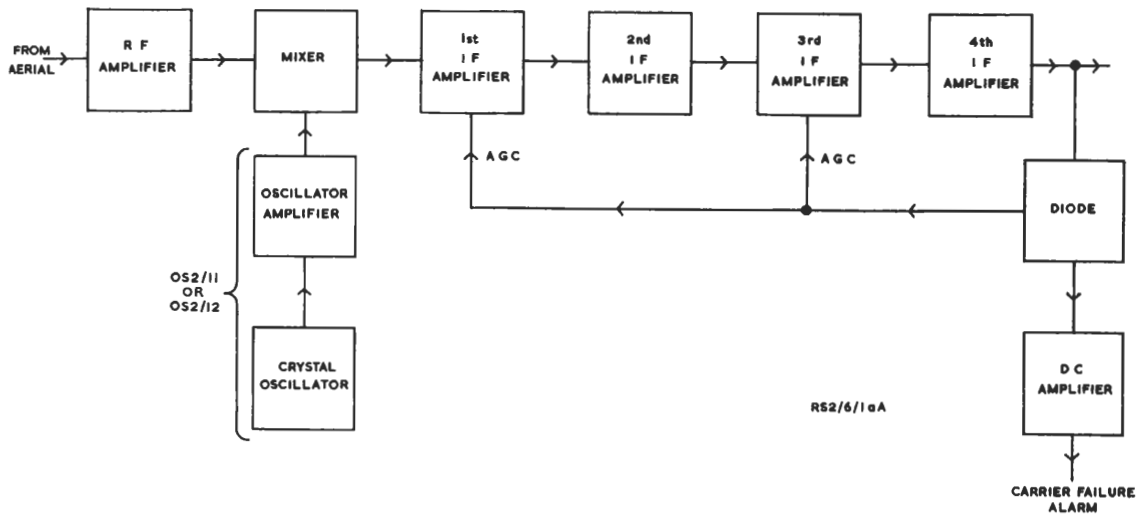 FROM
AERIAL
R F
AMPLIFIER
MIXER
1st
I F
AMPLIFIER
2nd
I F
AMPLIFIER
3rd
I F
AMPLIFIER
4th
I F
AMPLIFIER
AGC
AGC
OSCILLATOR
AMPLIFIER
DIODE
OS2/11
OR
OS2/12
CRYSTAL
OSCILLATOR
D C
AMPLIFIER
RS2/6/1aA
CARRIER FAILURE
ALARM